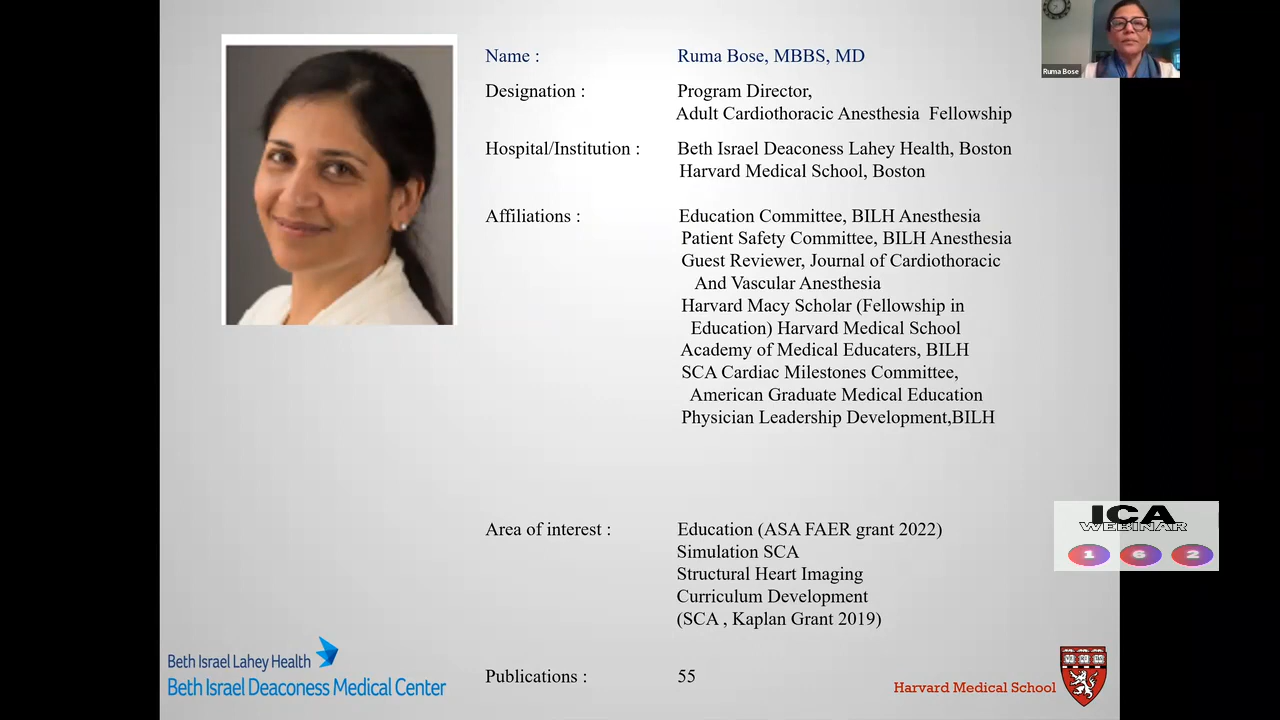 Name : Ruma Bose, MBBS, MD
Designation : Program Director,
Adult Cardiothoracic Anesthesia Fellowship
Hospital/Institution : Beth Israel Deaconess Lahey Health, Boston
Harvard Medical School, Boston
Affiliations : Education Committee, BILH Anesthesia
Patient Safety Committee, BILH Anesthesia
Guest Reviewer, Journal of Cardiothoracic
And Vascular Anesthesia
Harvard Macy Scholar (Fellowship in
Education) Harvard Medical School
Academy of Medical Educaters, BILH
SCA Cardiac Milestones Committee,
American Graduate Medical Education
Physician Leadership Development,BILH
Area of interest : Education (ASA FAER grant 2022)
Simulation SCA
Structural Heart Imaging
Curriculum Development
(SCA , Kaplan Grant 2019)
Publications : 55
Beth Israel Lahey Health
Beth Israel Deaconess Medical Center
Harvard Medical School
Ruma Bose
ICA
WEBINAR
1 6 2